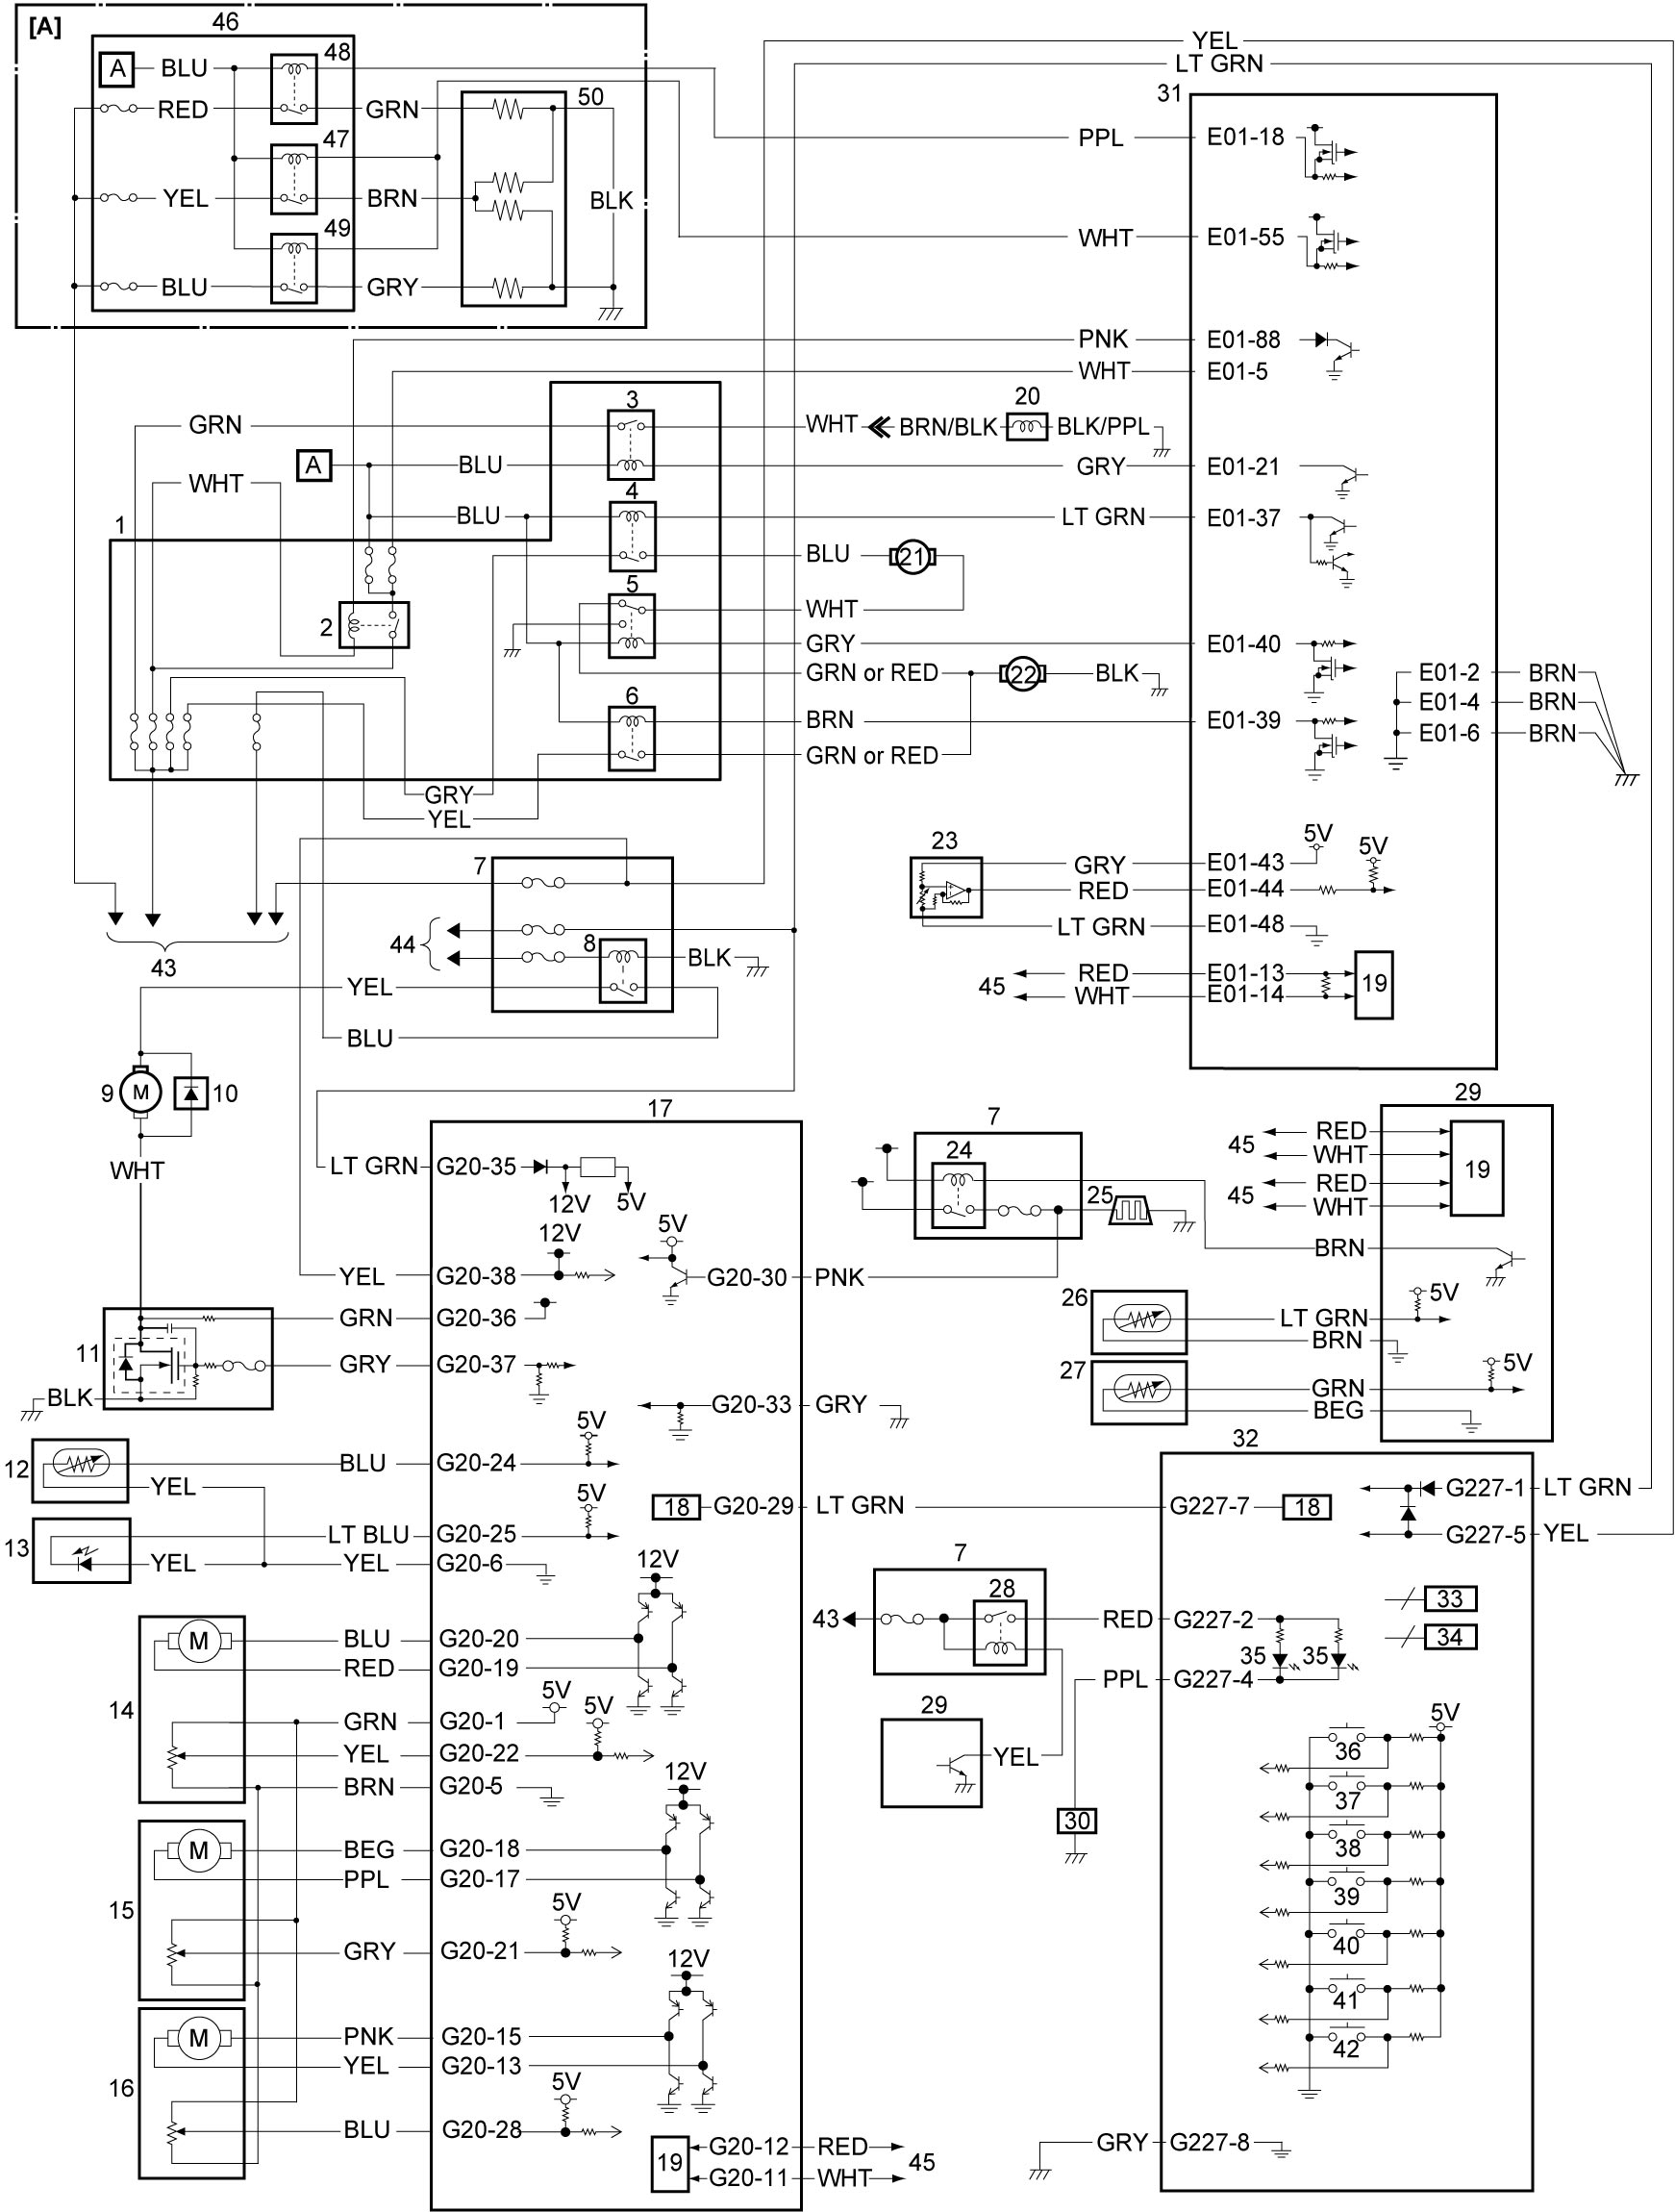 [A] 46
A BLU 48
RED GRN 50
47
YEL BRN BLK
49
BLU GRY
YEL
LT GRN
31
PPL E01-18
WHT E01-55
PNK E01-88
WHT E01-5
GRN 3 WHT BRN/BLK 20 BLK/PPL
A BLU GRY E01-21
WHT 4
1 BLU LT GRN E01-37
BLU 21
2 5 WHT
GRY E01-40
GRN or RED 22 BLK
6 BRN E01-39
GRN or RED
E01-2 BRN
E01-4 BRN
E01-6 BRN
GRY
YEL
7
44 8 BLK
43
YEL
BLU
23 5V 5V
GRY E01-43
RED E01-44
LT GRN E01-48
45 RED E01-13 19
WHT E01-14
9 M 10
WHT
17
LT GRN G20-35 12V 5V
12V 5V
YEL G20-38 G20-30 PNK
GRN G20-36
11 GRY G20-37
BLK
G20-33 GRY
5V
12 BLU G20-24
YEL
5V
18 G20-29 LT GRN G227-7 18
13 LT BLU G20-25
YEL YEL G20-6
12V
M BLU G20-20
RED G20-19
14 5V 5V
GRN G20-1
YEL G20-22
BRN G20-5
12V
M BEG G20-18
PPL G20-17
15 5V
GRY G20-21
12V
M PNK G20-15
YEL G20-13
16 5V
BLU G20-28
19 G20-12 RED 45
G20-11 WHT
7
24
25
29
45 RED 19
WHT
45 RED
WHT
BRN
5V
26 LT GRN
BRN
5V
27 GRN
BEG
32
G227-1 LT GRN
G227-5 YEL
7
28
43 RED G227-2
33
34
35 35
PPL G227-4
29
YEL
30
5V
36
37
38
39
40
41
42
GRY G227-8